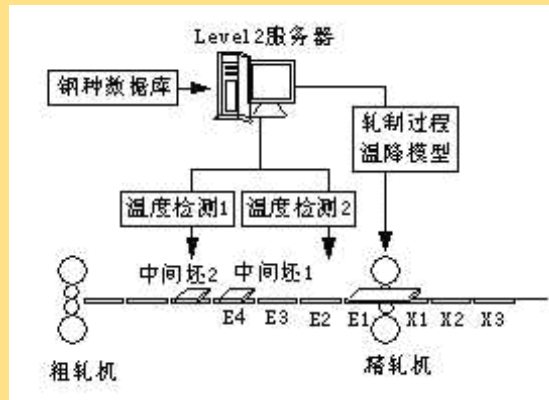 Level2服务器
钢种数据库
轧制过程
温降模型
温度检测1
温度检测2
中间坯2
中间坯1
E4
E3
E2
E1
X1
X2
X3
粗轧机
精轧机